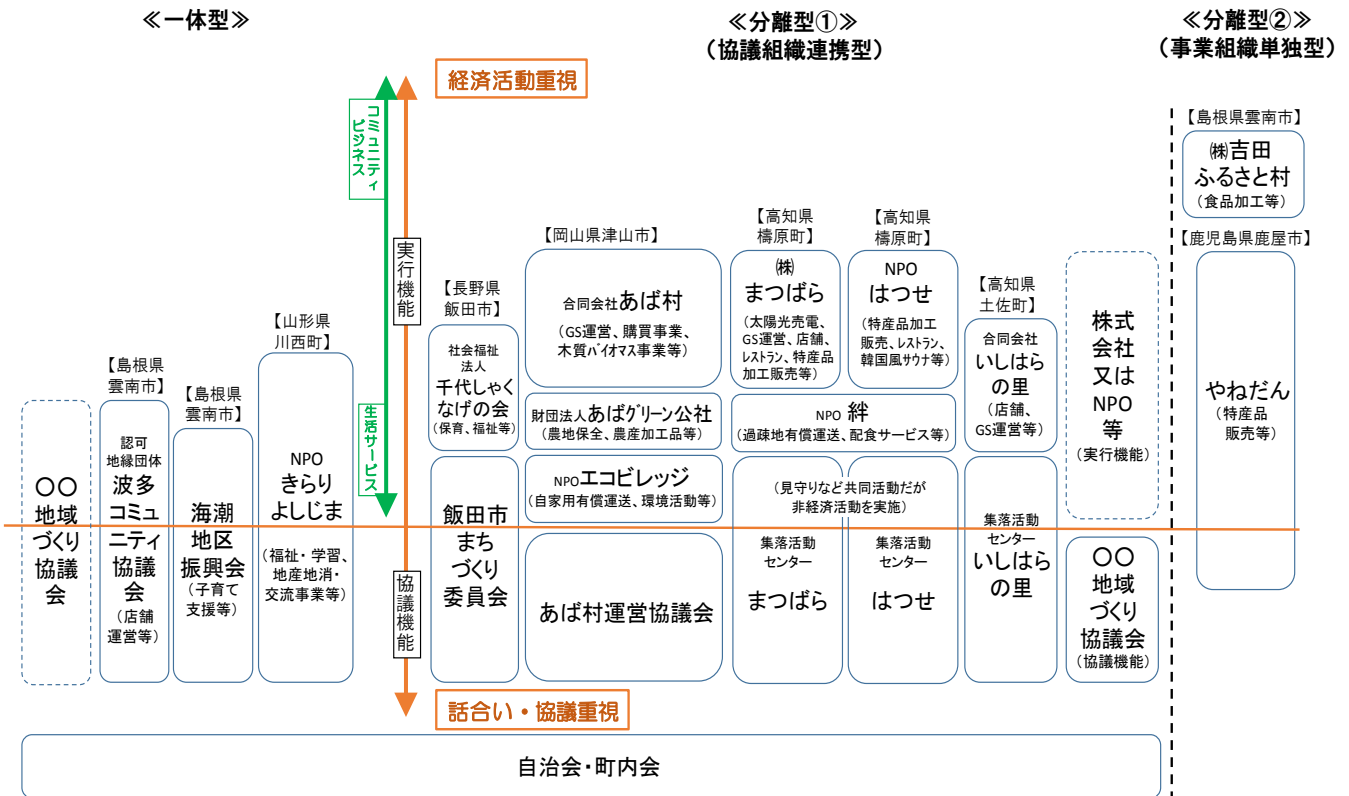 ≪一体型≫
≪分離型①≫
（協議組織連携型）
≪分離型②≫
（事業組織単独型）
経済活動重視
コミュニティ
ビジネス
生活サービス
実行機能
協議機能
話合い・協議重視
〇〇
地域
づくり
協議
会
【島根県
雲南市】
認可
地縁団体
波多
コミュ
ニティ
協議
会
（店舗
運営等）
【島根県
雲南市】
海潮
地区
振興会
（子育て
支援等）
【山形県
川西町】
NPO
きらり
よしじま
（福祉・学習、
地産地消・
交流事業等）
【長野県
飯田市】
社会福祉
法人
千代しゃく
なげの会
（保育、福祉等）
飯田市
まち
づくり
委員会
【岡山県津山市】
合同会社あば村
（GS運営、購買事業、
木質ﾊﾞｲｵﾏｽ事業等）
財団法人あばｸﾞﾘｰﾝ公社
（農地保全、農産加工品等）
NPOエコビレッジ
（自家用有償運送、環境活動等）
あば村運営協議会
【高知県
檮原町】
㈱
まつばら
（太陽光売電、
GS運営、店舗、
ﾚｽﾄﾗﾝ、特産品
加工販売等）
【高知県
檮原町】
NPO
はつせ
（特産品加工
販売、ﾚｽﾄﾗﾝ、
韓国風サウナ等）
NPO 絆
（過疎地有償運送、配食サービス等）
（見守りなど共同活動だが
非経済活動を実施）
集落活動
センター
まつばら
集落活動
センター
はつせ
【高知県
土佐町】
合同会社
いしはら
の里
（店舗、
GS運営等）
集落活動
センター
いしはら
の里
株式
会社
又は
NPO
等
（実行機能）
〇〇
地域
づくり
協議会
（協議機能）
【島根県雲南市】
㈱吉田
ふるさと村
（食品加工等）
【鹿児島県鹿屋市】
やねだん
（特産品
販売等）
自治会・町内会